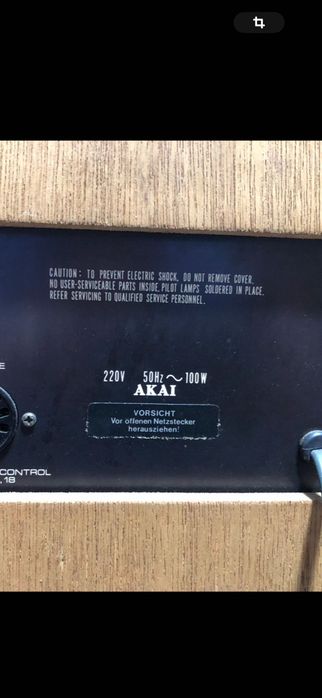 CAUTION: TO PREVENT ELECTRIC SHOCK, DO NOT REMOVE COVER.
NO USER-SERVICEABLE PARTS INSIDE. PILOT LAMPS SOLDERED IN PLACE.
REFER SERVICING TO QUALIFIED SERVICE PERSONNEL.
E
220V 50Hz ~ 100W
AKAI
VORSICHT
Vor offenen Netzstecker
herausziehen!
CONTROL
. 18